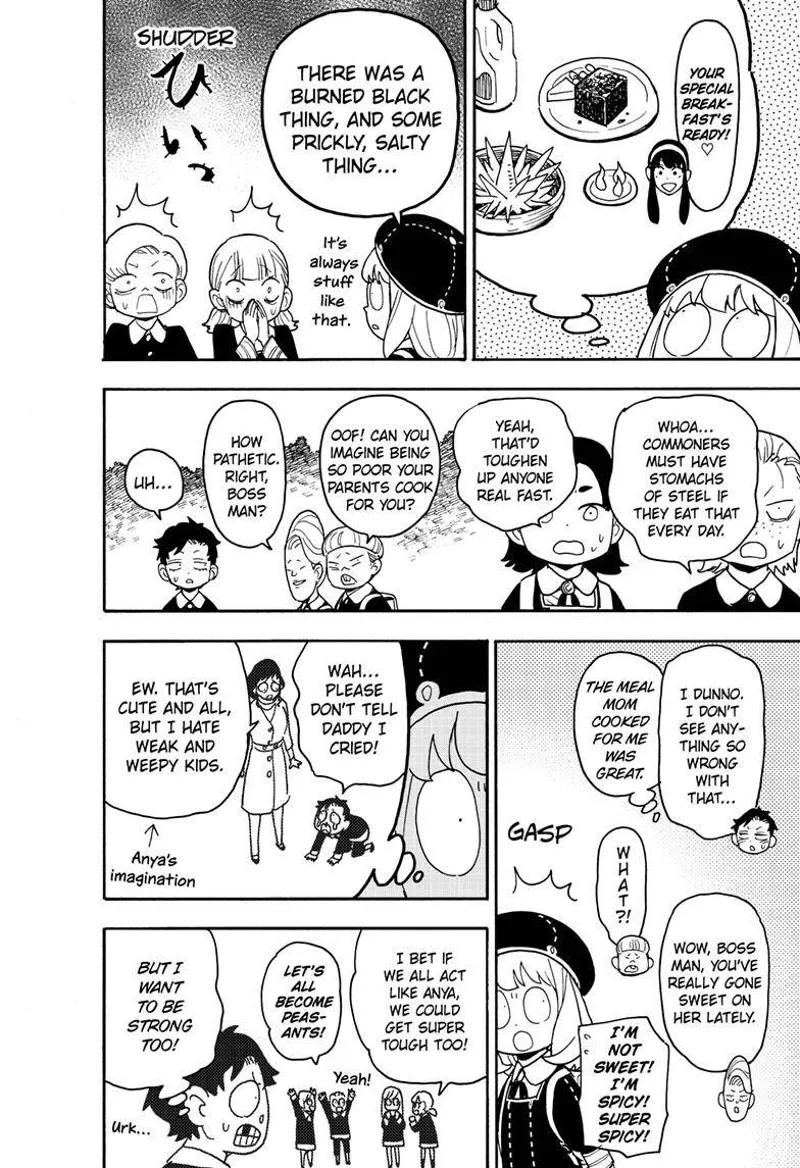 YOUR
SPECIAL
BREAK-
FAST'S
READY!
♡
THERE WAS A
BURNED BLACK
THING, AND SOME
PRICKLY, SALTY
THING...
It's
always
stuff
like
that.
SHUDDER
ひぃっ
WHOA...
COMMONERS
MUST HAVE
STOMACHS
OF STEEL IF
THEY EAT THAT
EVERY DAY.
YEAH,
THAT'D
TOUGHEN
UP ANYONE
REAL FAST.
OOF! CAN YOU
IMAGINE BEING
SO POOR YOUR
PARENTS COOK
FOR YOU?
HOW
PATHETIC.
RIGHT,
BOSS
MAN?
UH...
I DUNNO.
I DON'T
SEE ANY-
THING SO
WRONG
WITH
THAT...
THE MEAL
MOM
COOKED
FOR ME
WAS
GREAT.
WHAT?!
WOW, BOSS
MAN, YOU'VE
REALLY GONE
SWEET ON
HER LATELY.
I'M
NOT
SWEET!
I'M
SPICY!
SUPER
SPICY!
GASP
WAH...
PLEASE
DON'T TELL
DADDY I
CRIED!
EW. THAT'S
CUTE AND ALL,
BUT I HATE
WEAK AND
WEEPY KIDS.
Anya's
imagination
I BET IF
WE ALL ACT
LIKE ANYA,
WE COULD
GET SUPER
TOUGH TOO!
LET'S
ALL
BECOME
PEAS-
ANTS!
Yeah!
BUT I
WANT
TO BE
STRONG
TOO!
Urk...